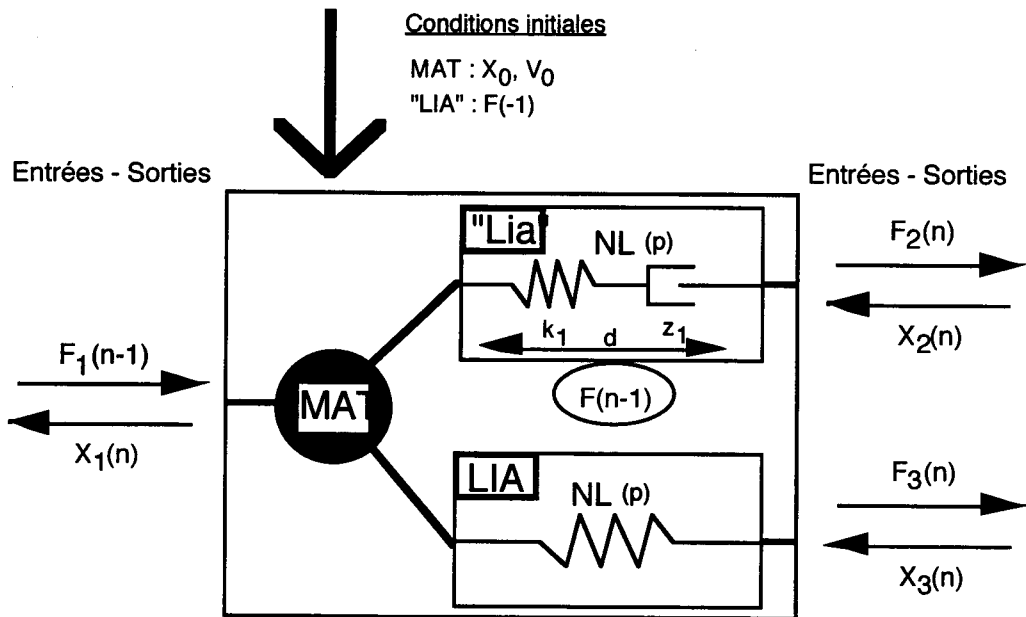 Conditions initiales
MAT : X0, V0
"LIA" : F(-1)
Entrées - Sorties
Entrées - Sorties
"Lia"
NL (p)
k1 d z1
F(n-1)
F1(n-1)
X1(n)
MAT
F2(n)
X2(n)
LIA
NL (p)
F3(n)
X3(n)